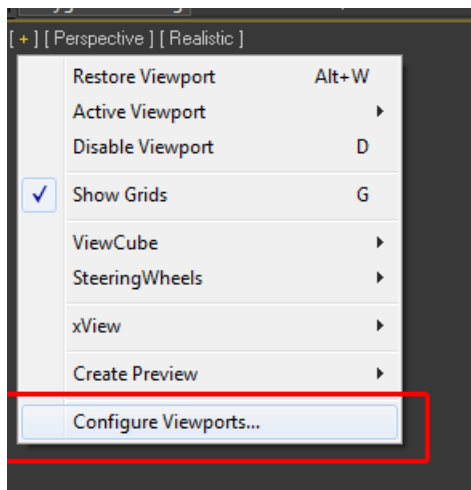 [ + ] [ Perspective ] [ Realistic ]
Restore Viewport Alt+W
Active Viewport
Disable Viewport D
Show Grids G
ViewCube
SteeringWheels
xView
Create Preview
Configure Viewports...